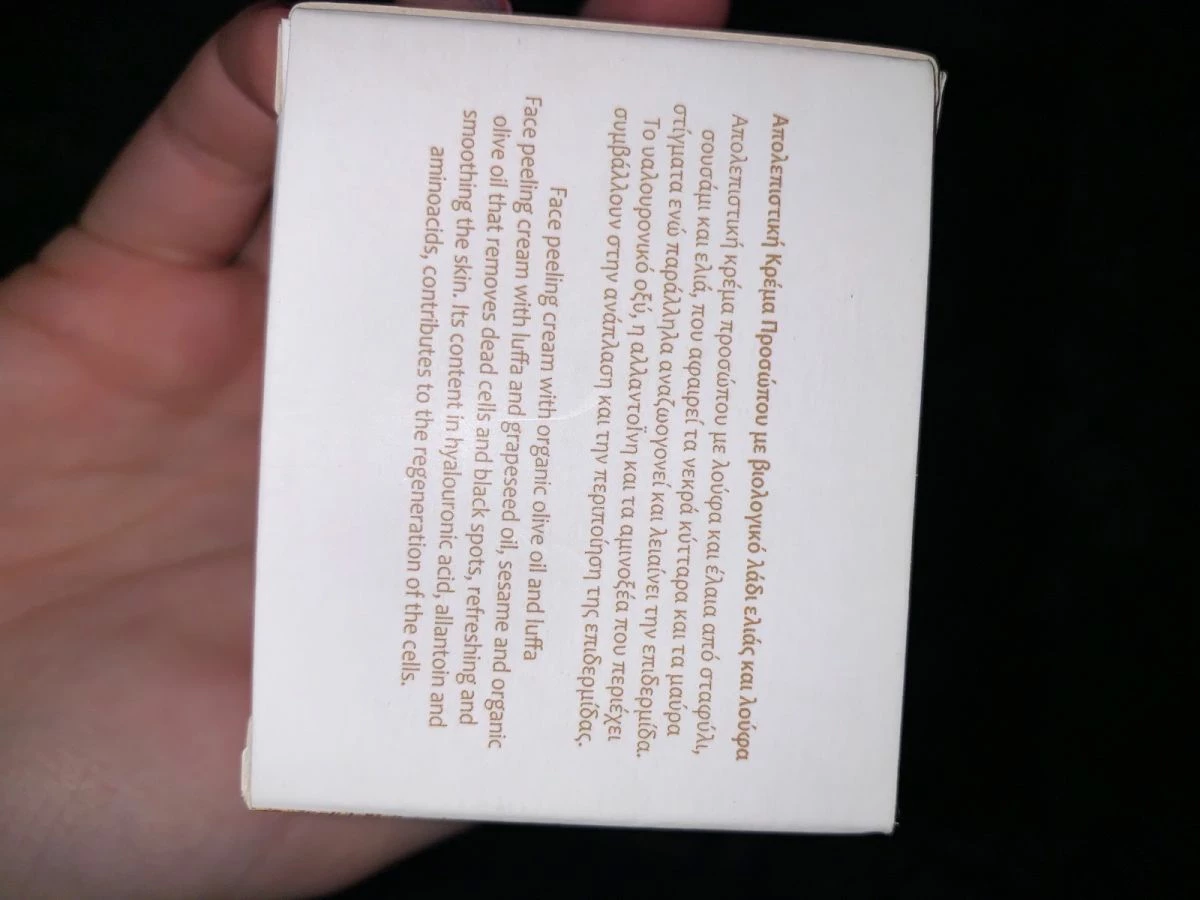 Απολεπιστική Κρέμα Προσώπου με βιολογικό λάδι ελιάς και λούφα
Απολεπιστική κρέμα προσώπου με λούφα και έλαια από σταφύλι,
σουσάμι και ελιά, που αφαιρεί τα νεκρά κύτταρα και τα μαύρα
στίγματα ενώ παράλληλα αναζωογονεί και λειαίνει την επιδερμίδα.
Το υαλουρονικό οξύ, η αλλαντοΐνη και τα αμινοξέα που περιέχει
συμβάλλουν στην ανάπλαση και την περιποίηση της επιδερμίδας.
Face peeling cream with organic olive oil and luffa
Face peeling cream with luffa and grapeseed oil, sesame and organic
olive oil that removes dead cells and black spots, refreshing and
smoothing the skin. Its content in hyalouronic acid, allantoin and
aminoacids, contributes to the regeneration of the cells.